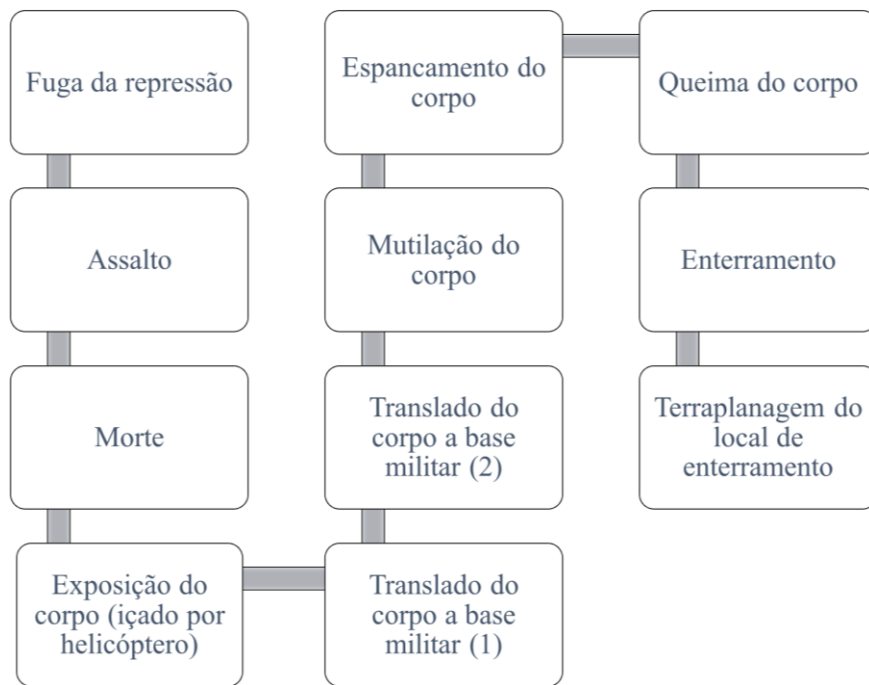 Fuga da repressão
Assalto
Morte
Exposição do
corpo (içado por
helicóptero)
Translado do
corpo a base
militar (1)
Translado do
corpo a base
militar (2)
Mutilação do
corpo
Espancamento do
corpo
Queima do corpo
Enterramento
Terraplanagem do
local de
enterramento